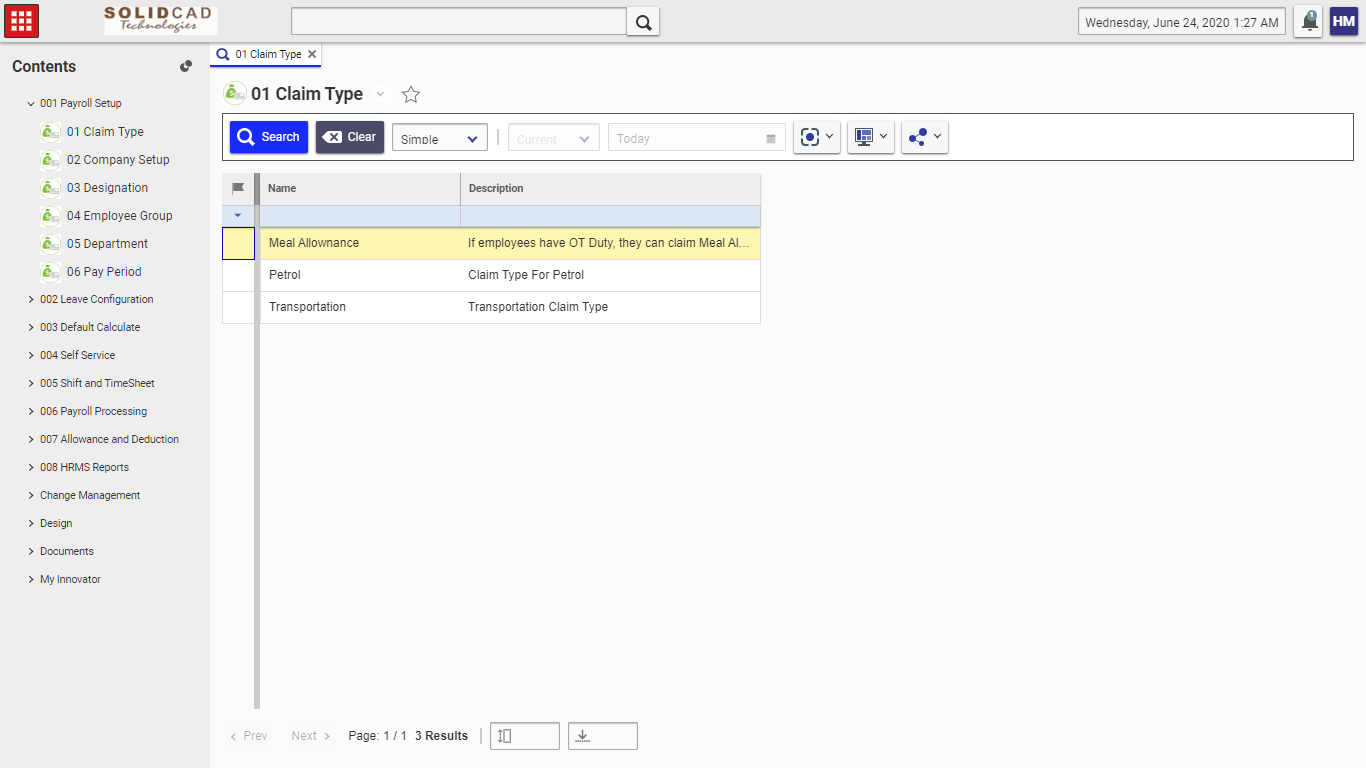 SOLIDCAD
Technologies
Wednesday, June 24, 2020 1:27 AM
1
HM
Contents
001 Payroll Setup
01 Claim Type
02 Company Setup
03 Designation
04 Employee Group
05 Department
06 Pay Period
002 Leave Configuration
003 Default Calculate
004 Self Service
005 Shift and TimeSheet
006 Payroll Processing
007 Allowance and Deduction
008 HRMS Reports
Change Management
Design
Documents
My Innovator
01 Claim Type
01 Claim Type
Search Clear Simple Current Today
Name Description
Meal Allownance If employees have OT Duty, they can claim Meal Al...
Petrol Claim Type For Petrol
Transportation Transportation Claim Type
Prev Next Page: 1 / 1 3 Results